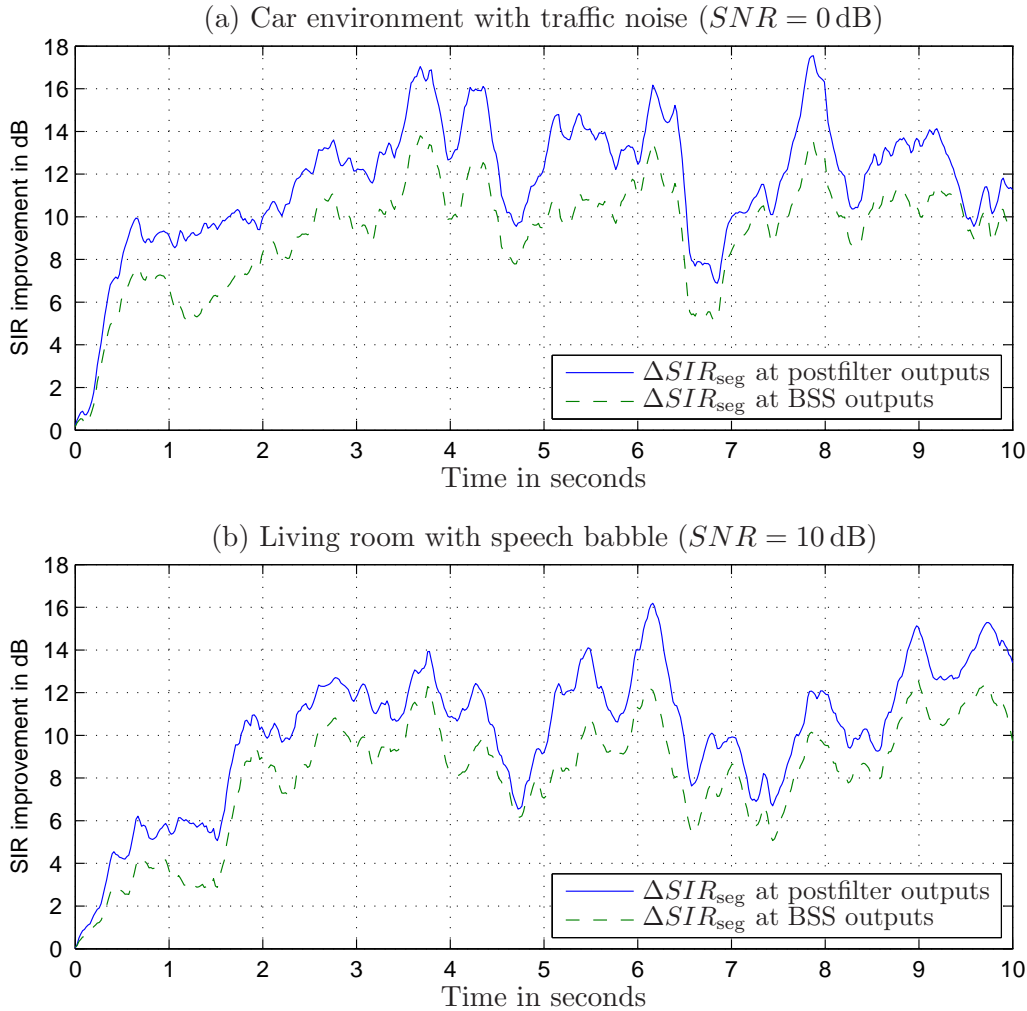 (a) Car environment with traffic noise (SNR = 0 dB)
18
16
14
12
10
8
6
4
2
0
SIR improvement in dB
ΔSIR_seg at postfilter outputs
ΔSIR_seg at BSS outputs
0 1 2 3 4 5 6 7 8 9 10
Time in seconds
(b) Living room with speech babble (SNR = 10 dB)
18
16
14
12
10
8
6
4
2
0
SIR improvement in dB
ΔSIR_seg at postfilter outputs
ΔSIR_seg at BSS outputs
0 1 2 3 4 5 6 7 8 9 10
Time in seconds